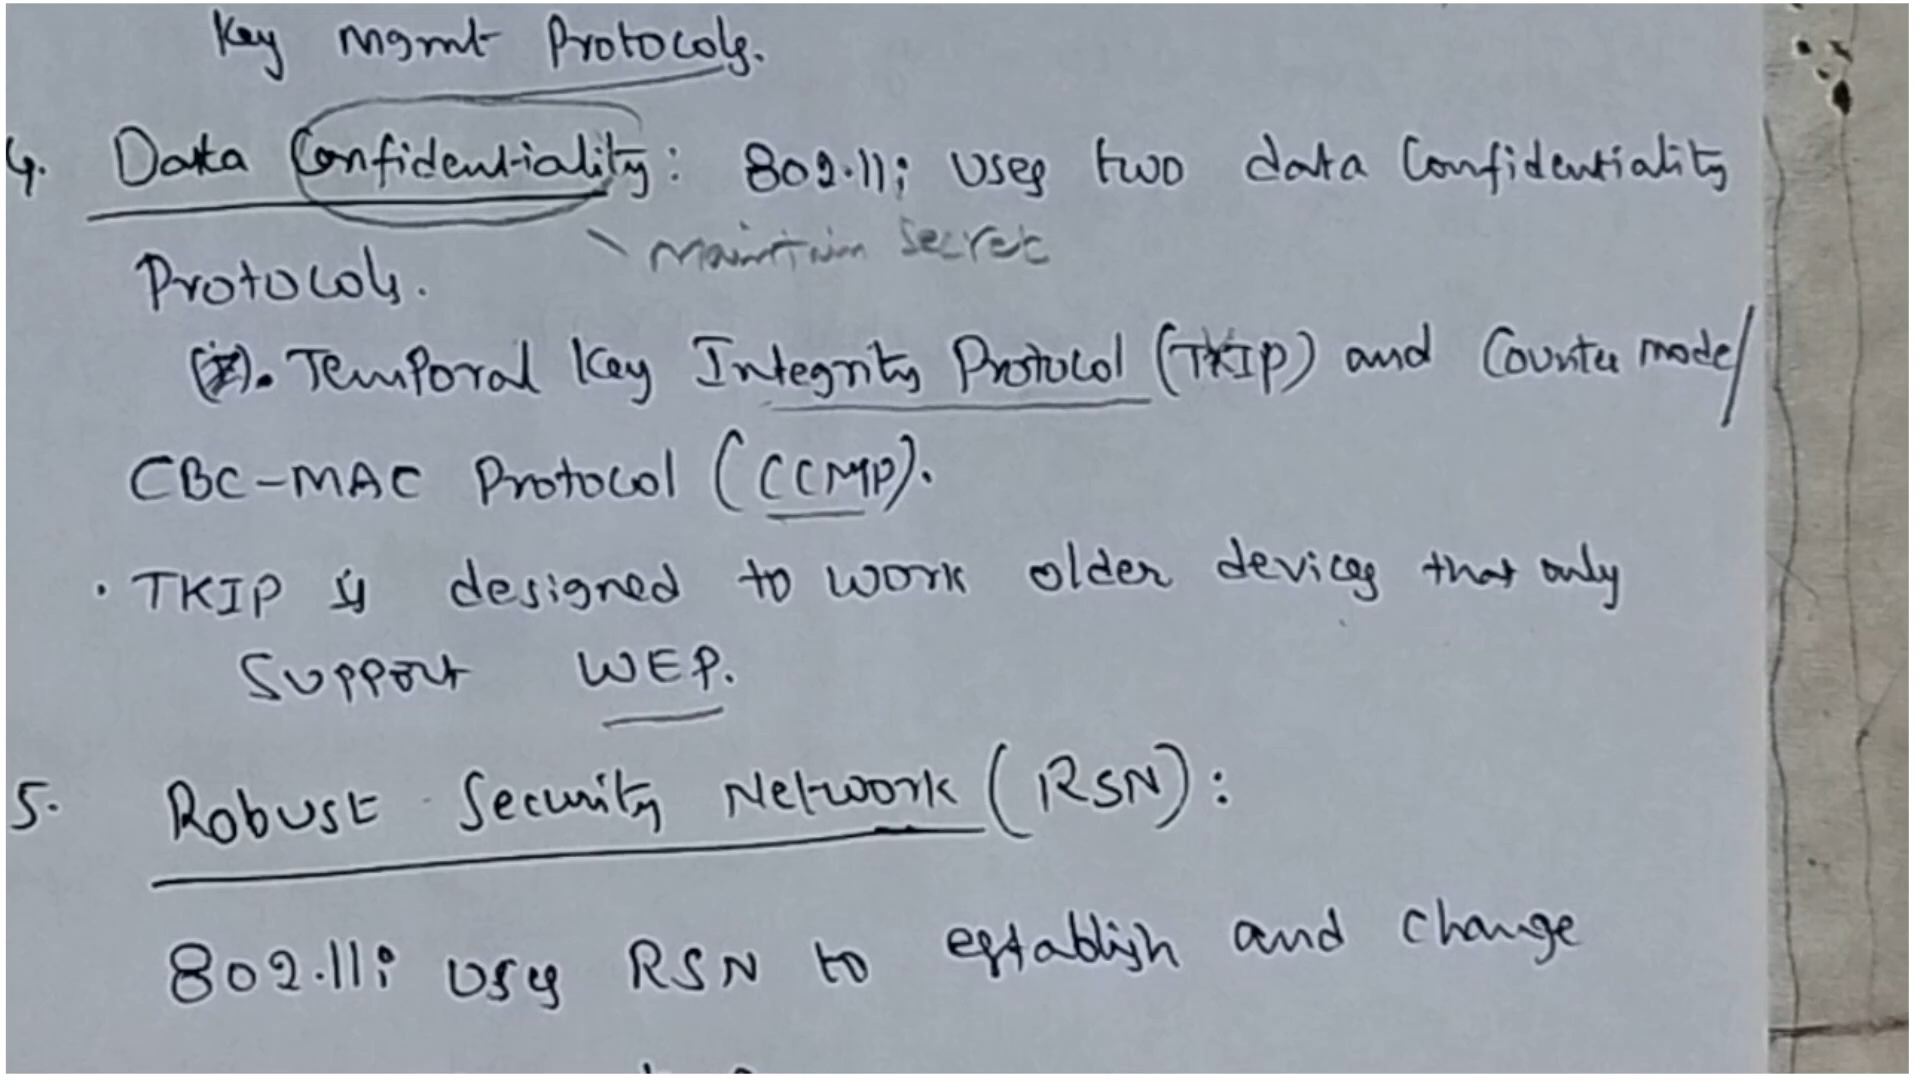 Key mgmt Protocols.
4. Data Confidentiality: 802.11i uses two data Confidentiality
Maintain Secret
Protocols.
Temporal Key Integrity Protocol (TKIP) and Counter mode/
CBC-MAC Protocol (CCMP).
· TKIP is designed to work older devices that only
Support WEP.
5. Robust Security Network (RSN):
802.11i uses RSN to establish and change